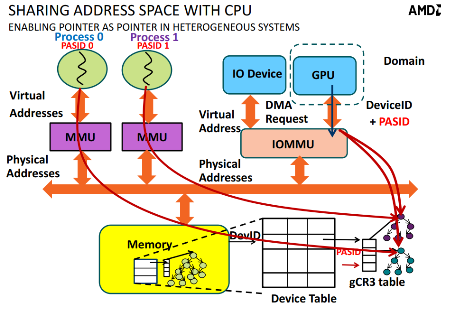 SHARING ADDRESS SPACE WITH CPU
AMD
ENABLING POINTER AS POINTER IN HETEROGENEOUS SYSTEMS
Process 0
PASID 0
Process 1
PASID 1
IO Device
GPU
Domain
Virtual
Addresses
Virtual
Address
DMA
Request
DeviceID
+ PASID
MMU
MMU
IOMMU
Physical
Addresses
Physical
Addresses
Memory
DevID
PASID
Device Table
gCR3 table